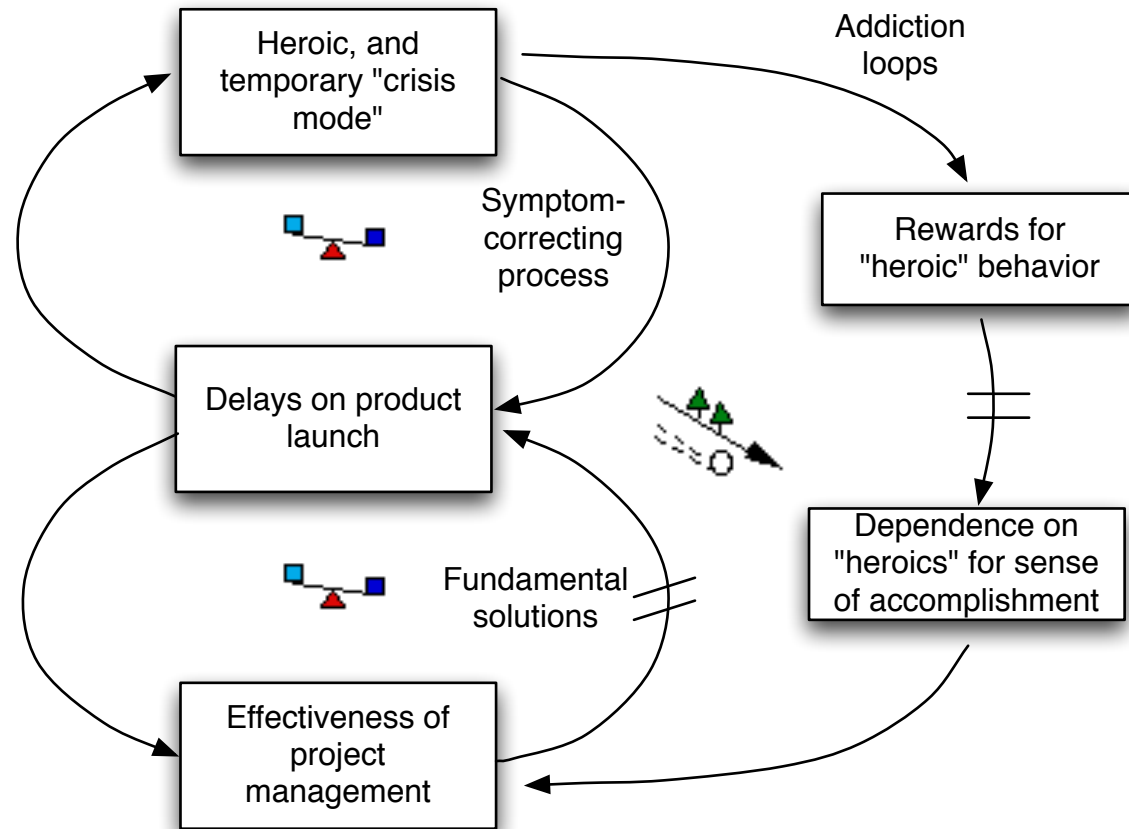 Heroic, and
temporary "crisis
mode"
Addiction
loops
Symptom-
correcting
process
Rewards for
"heroic" behavior
Delays on product
launch
Dependence on
"heroics" for sense
of accomplishment
Fundamental
solutions
Effectiveness of
project
management